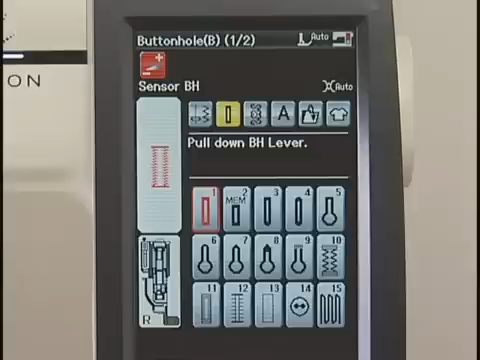 Buttonhole(B) (1/2)
Auto
Sensor BH
Auto
ON
A
Pull down BH Lever.
1
2
MEM
3
4
5
6
7
8
9
10
R
11
12
13
14
15